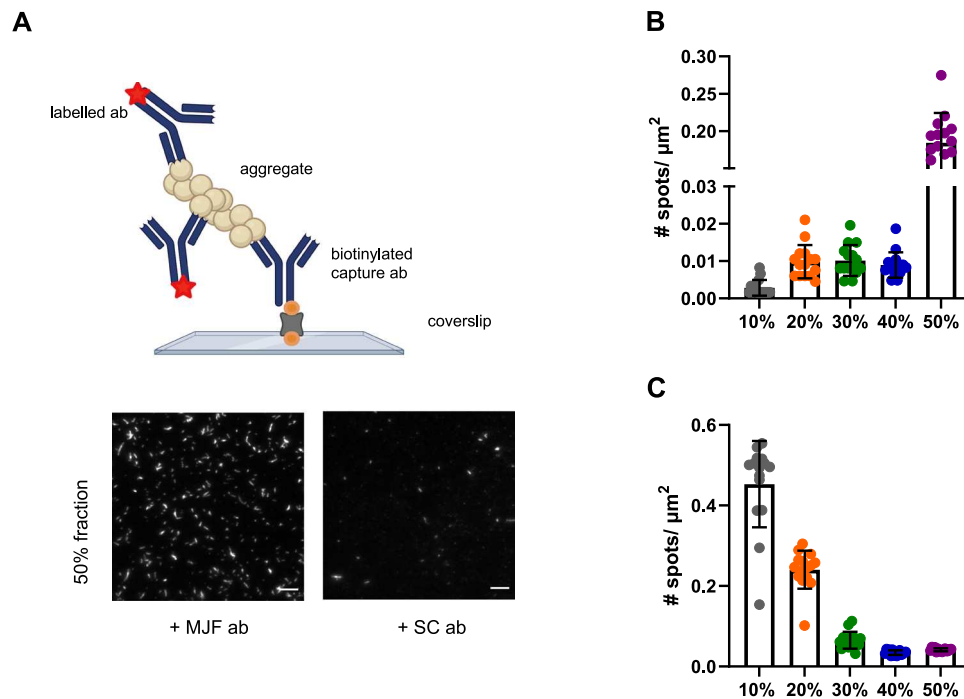 A
labelled ab
aggregate
biotinylated
capture ab
coverslip
50% fraction
+ MJF ab
+ SC ab
B
# spots/ µm²
0.30
0.25
0.20
0.03
0.02
0.01
0.00
10% 20% 30% 40% 50%
C
# spots/ µm²
0.6
0.4
0.2
0.0
10% 20% 30% 40% 50%